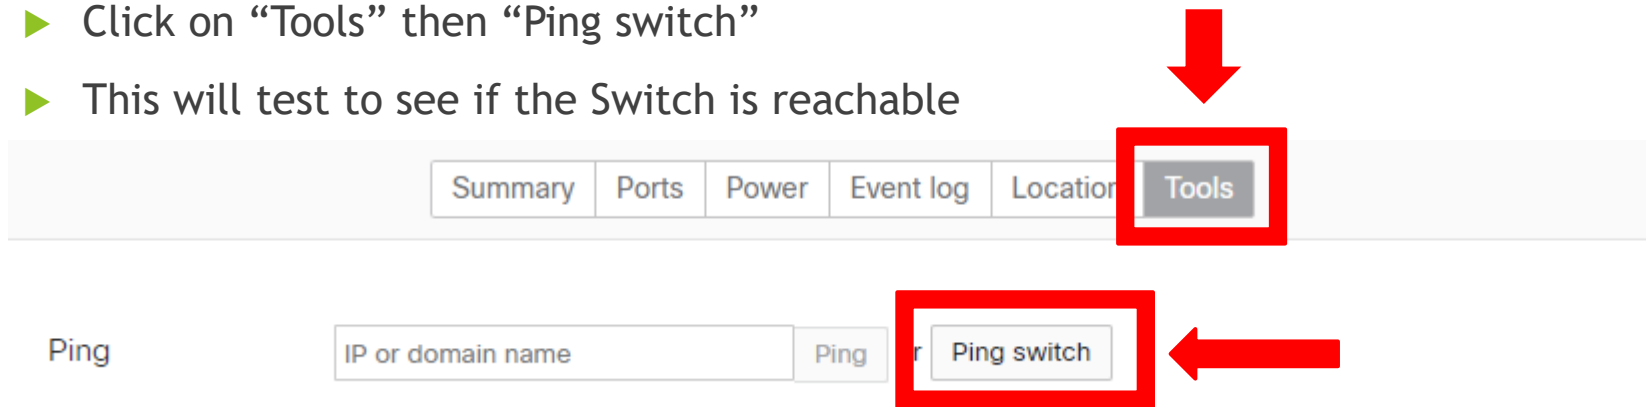 Click on “Tools” then “Ping switch”
This will test to see if the Switch is reachable
Summary Ports Power Event log Location Tools
Ping IP or domain name Ping r Ping switch